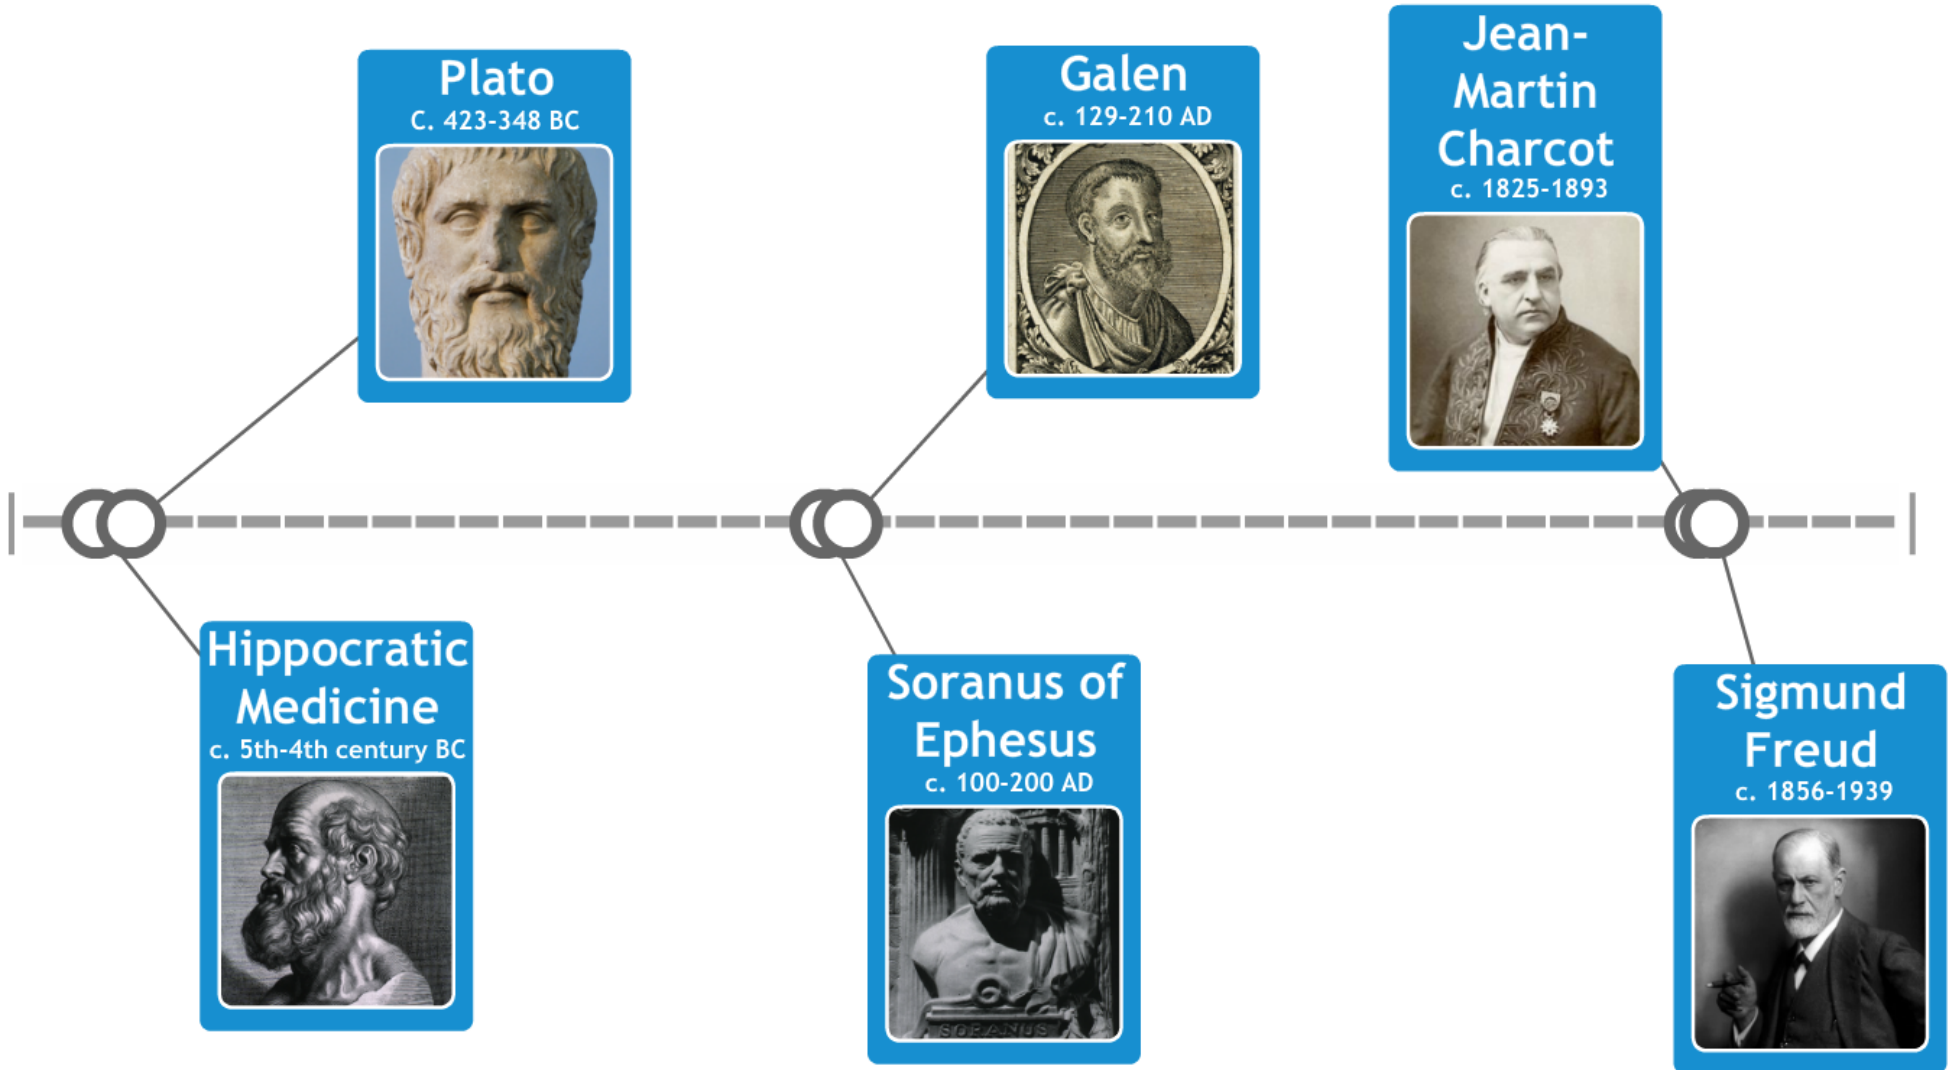 Plato
C. 423-348 BC
Galen
c. 129-210 AD
Jean-
Martin
Charcot
c. 1825-1893
Hippocratic
Medicine
c. 5th-4th century BC
Soranus of
Ephesus
c. 100-200 AD
SORANUS
Sigmund
Freud
c. 1856-1939